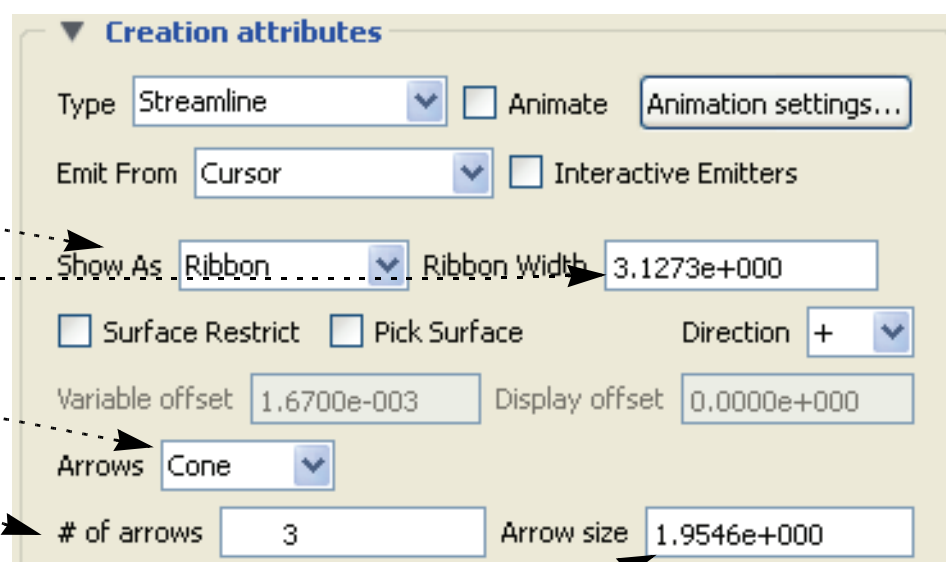 Creation attributes
Type Streamline Animate Animation settings...
Emit From Cursor Interactive Emitters
Show As Ribbon Ribbon Width 3.1273e+000
Surface Restrict Pick Surface Direction +
Variable offset 1.6700e-003 Display offset 0.0000e+000
Arrows Cone
# of arrows 3 Arrow size 1.9546e+000